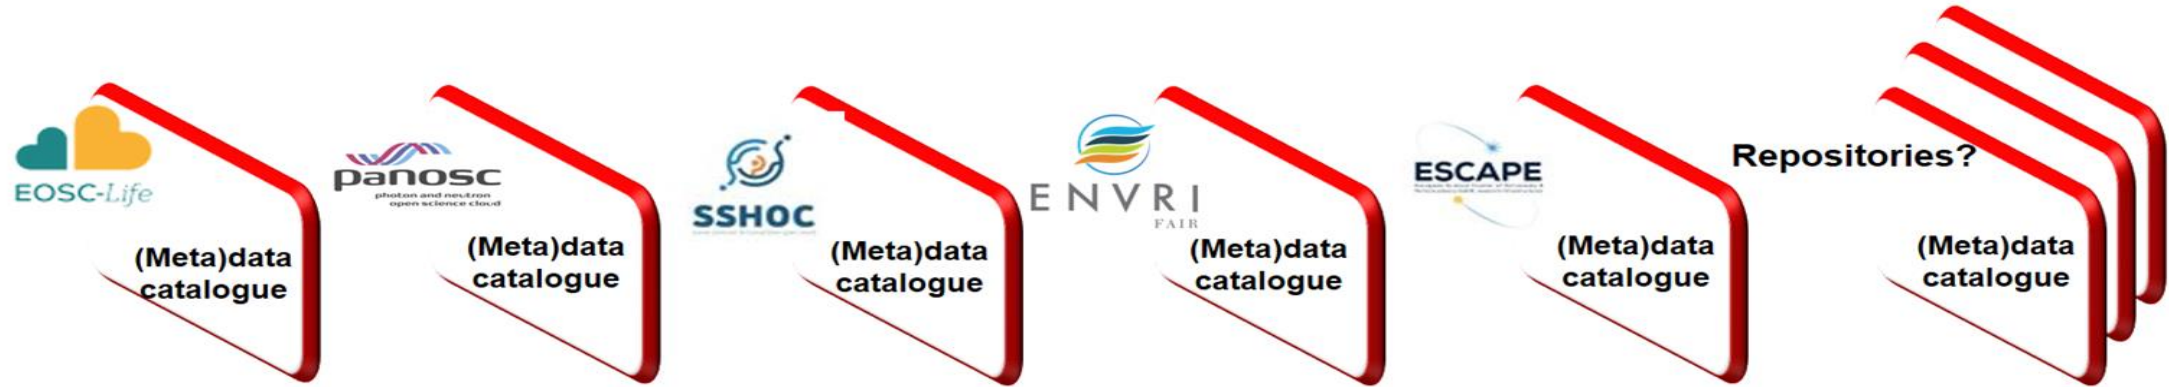 EOSC-Life
(Meta)data
catalogue
panosc
photon and neutron
open science cloud
(Meta)data
catalogue
SSHOC
(Meta)data
catalogue
ENVRI
FAIR
(Meta)data
catalogue
ESCAPE
(Meta)data
catalogue
Repositories?
(Meta)data
catalogue